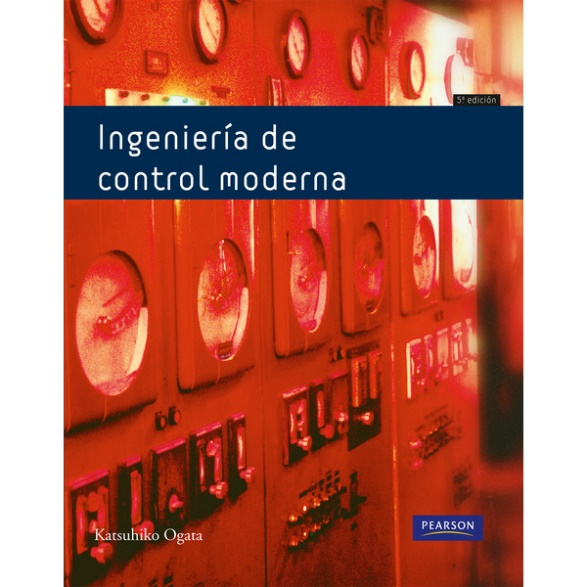 5ª edición
Ingeniería de
control moderna
Katsuhiko Ogata
PEARSON